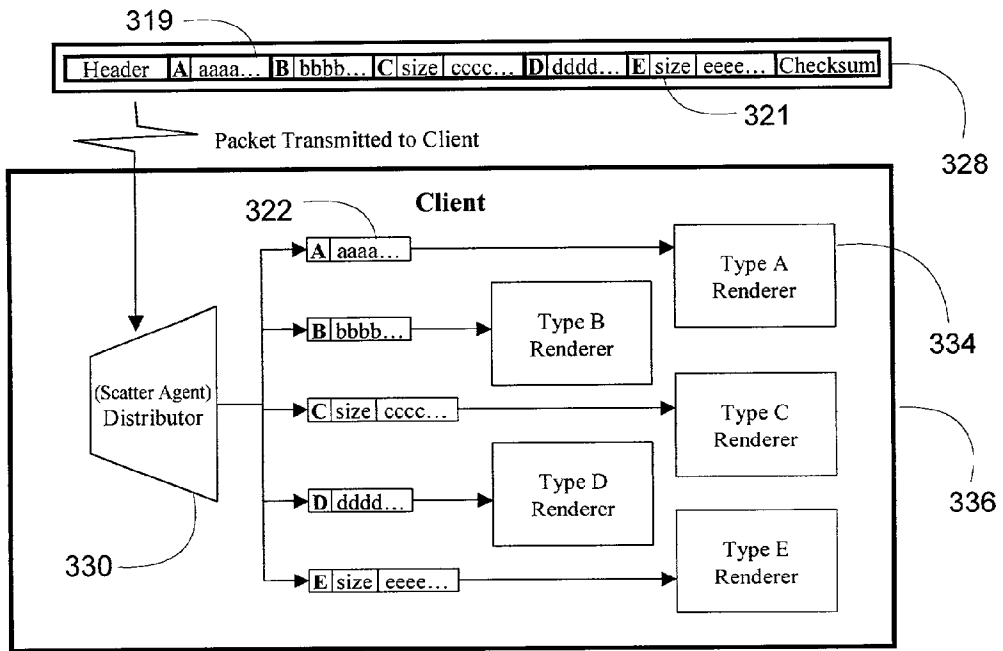 319
Header A aaaa... B bbbb... C size cccc... D dddd... E size eeee... Checksum
321
Packet Transmitted to Client
328
Client
322
A aaaa...
Type A
Renderer
334
B bbbb...
Type B
Renderer
(Scatter Agent)
Distributor
C size cccc...
Type C
Renderer
336
D dddd...
Type D
Renderer
330
E size eeee...
Type E
Renderer